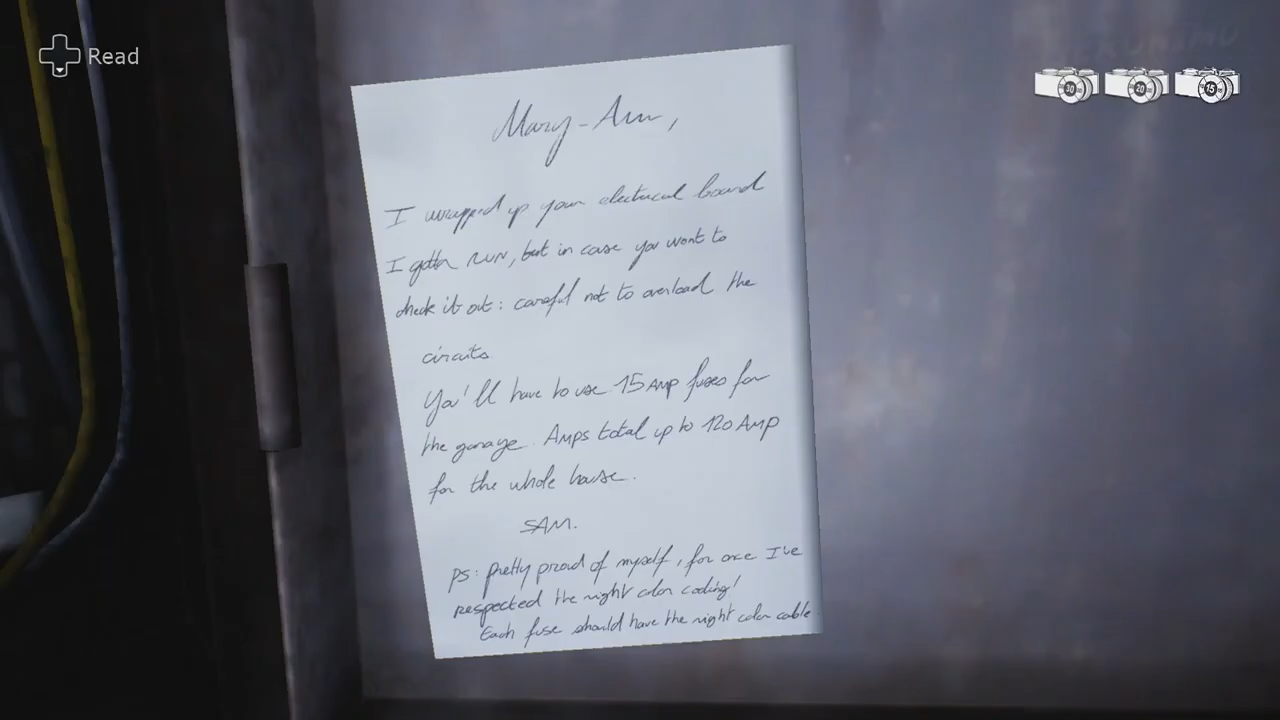 Read
30 20 15
Mary-Ann,
I wrapped up your electrical board
I gotta RUN, but in case you want to
check it out: careful not to overload the
circuits.
You'll have to use 15 AMP fuses for
the garage. Amps total up to 120 AMP
for the whole house.
SAM.
PS: pretty proud of myself, for once I've
respected the right color coding!
Each fuse should have the right color cable